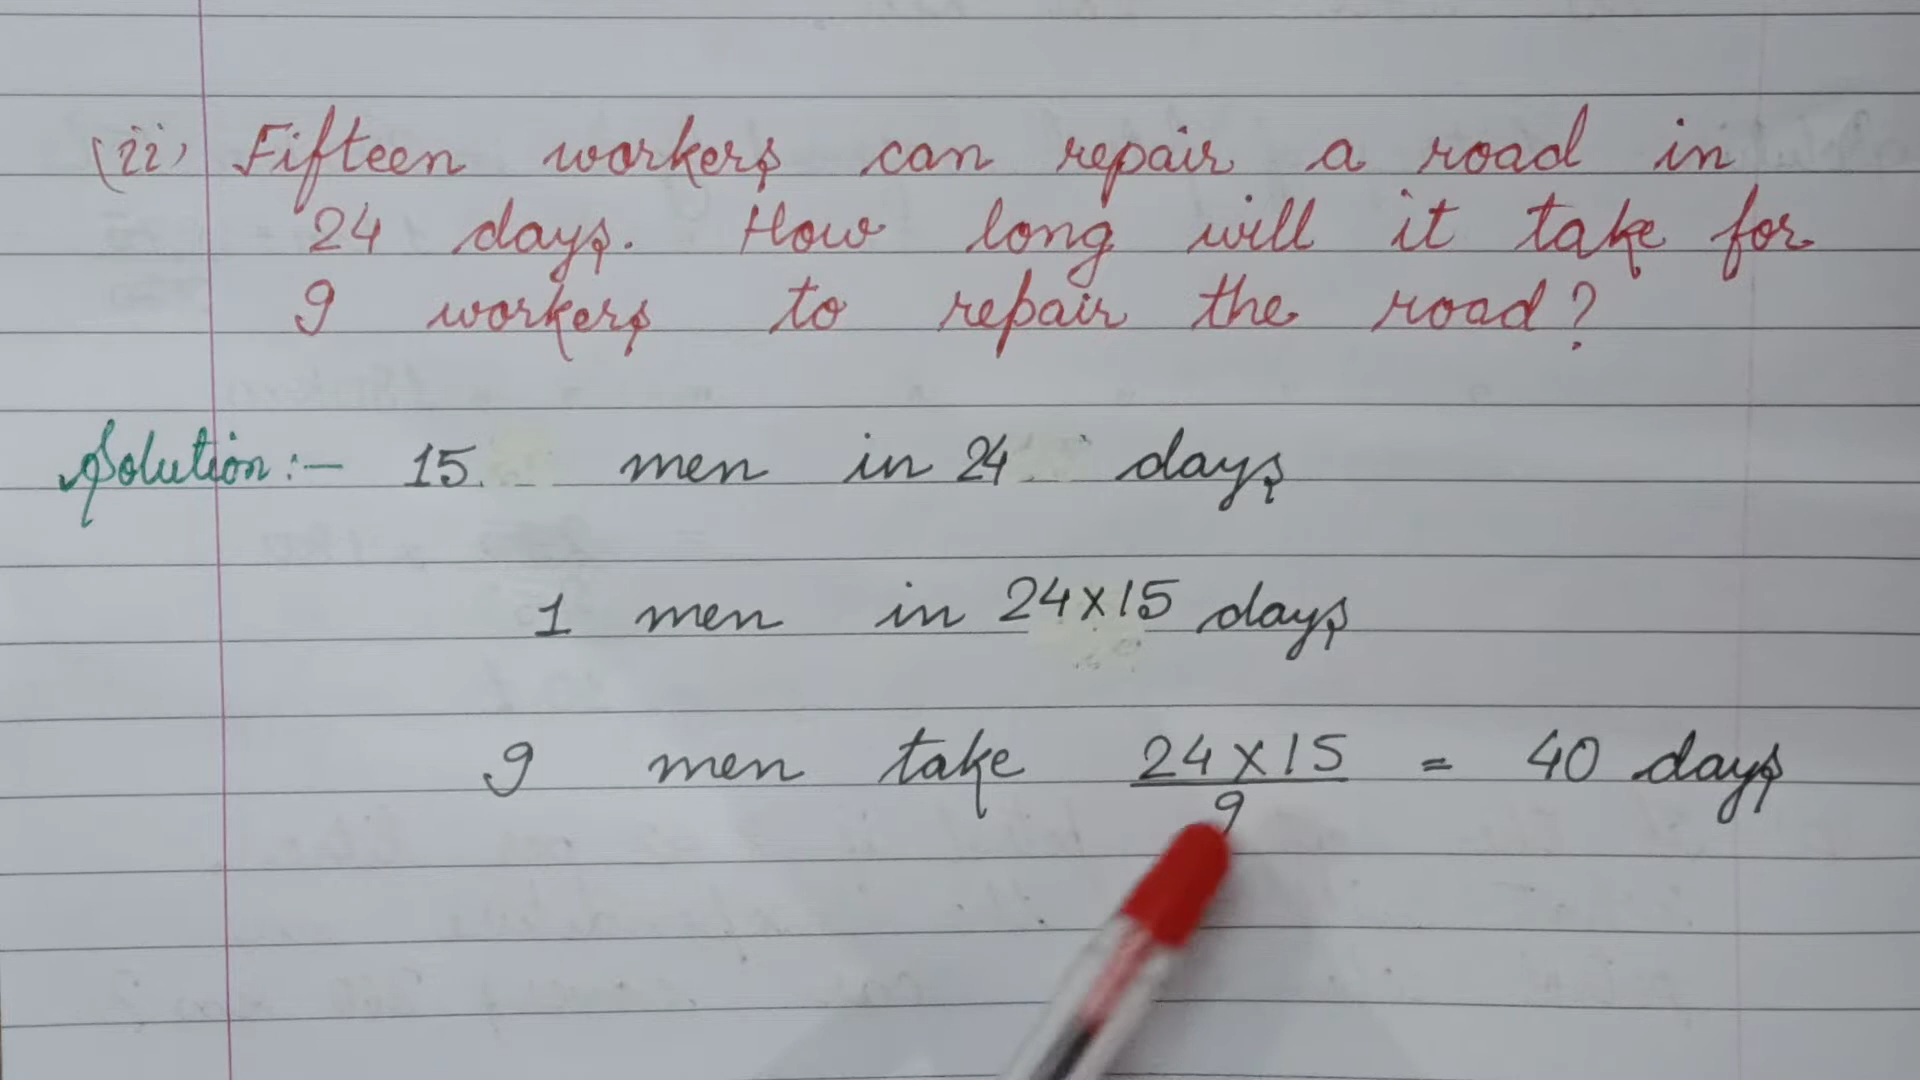 (ii) Fifteen workers can repair a road in
24 days. How long will it take for
9 workers to repair the road?
Solution:- 15 men in 24 days
1 men in 24×15 days
9 men take 24×15/9 = 40 days